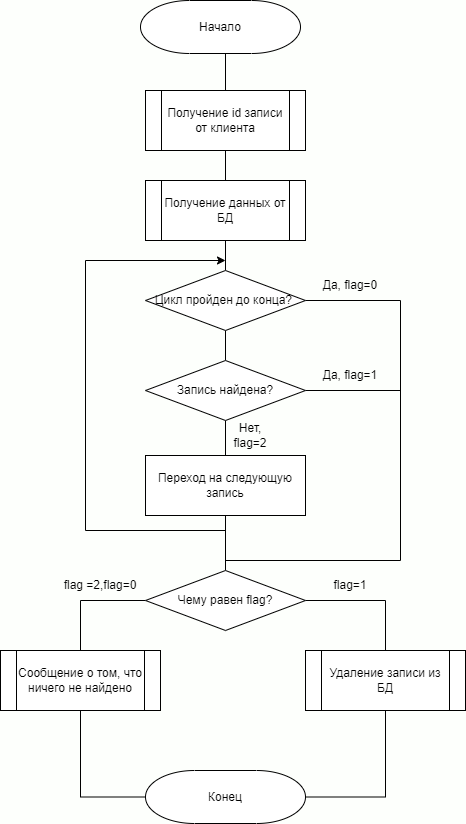 Начало
Получение id записи
от клиента
Получение данных от
БД
Цикл пройден до конца?
Да, flag=0
Запись найдена?
Да, flag=1
Нет,
flag=2
Переход на следующую
запись
Чему равен flag?
flag =2,flag=0
flag=1
Сообщение о том, что
ничего не найдено
Удаление записи из
БД
Конец